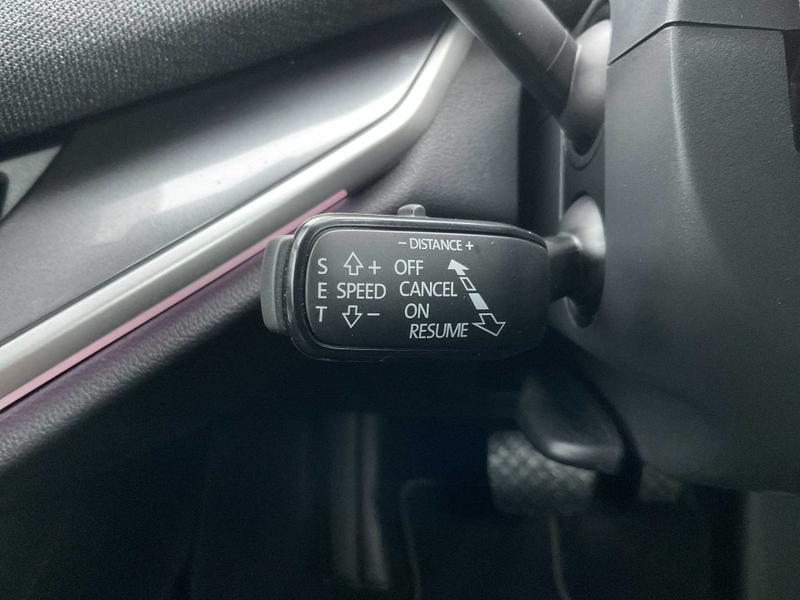 – DISTANCE +
S + OFF
E SPEED CANCEL
T – ON
RESUME